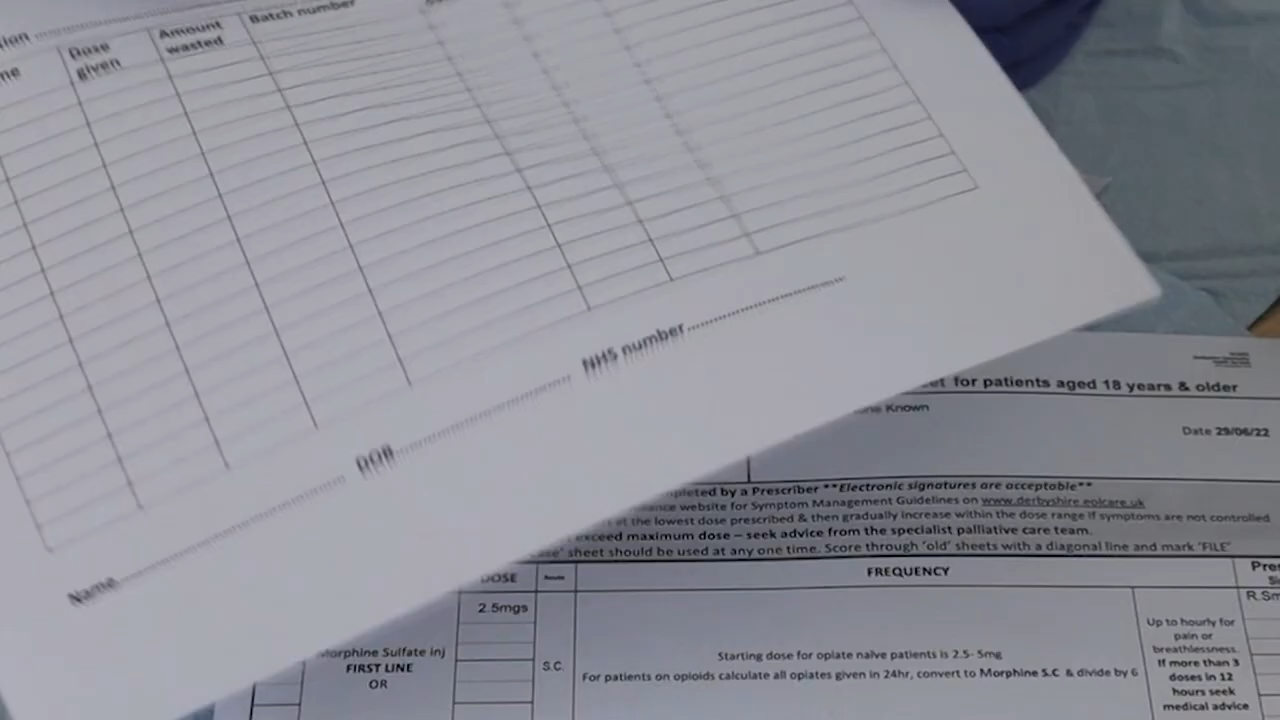 Dose given
Amount wasted
Batch number
Name
DOB
NHS number
for patients aged 18 years & older
Known
Date 29/06/22
by a Prescriber **Electronic signatures are acceptable**
website for Symptom Management Guidelines on www.derbyshire.eolcare.uk
at the lowest dose prescribed & then gradually increase within the dose range if symptoms are not controlled
exceed maximum dose – seek advice from the specialist palliative care team.
sheet should be used at any one time. Score through 'old' sheets with a diagonal line and mark 'FILE'
DOSE
FREQUENCY
2.5mgs
Morphine Sulfate inj
FIRST LINE
OR
S.C.
Starting dose for opiate naïve patients is 2.5- 5mg
For patients on opioids calculate all opiates given in 24hr, convert to Morphine S.C & divide by 6
Up to hourly for
pain or
breathlessness.
If more than 3
doses in 12
hours seek
medical advice